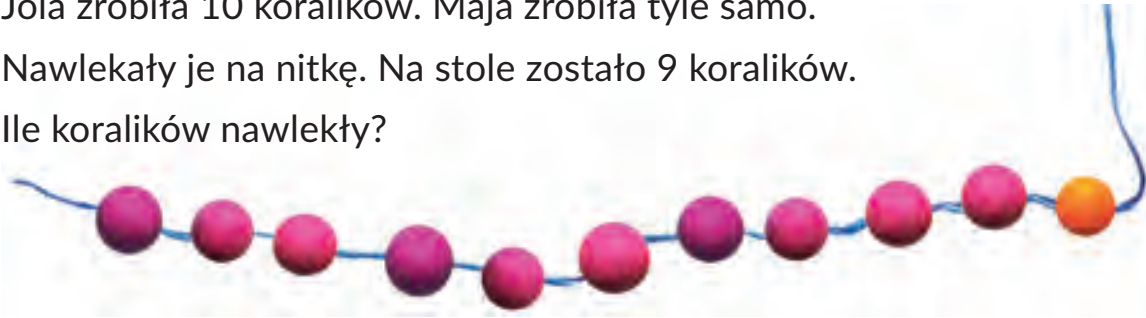 Jola zrobiła 10 koralików. Maja zrobiła tyle samo.
Nawlekały je na nitkę. Na stole zostało 9 koralików.
Ile koralików nawlekły?